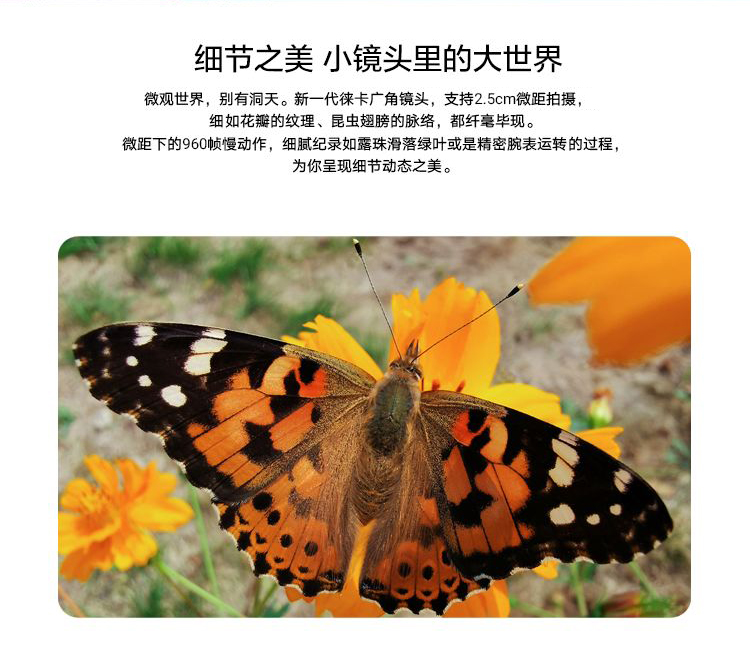 细节之美 小镜头里的大世界
微观世界，别有洞天。新一代徕卡广角镜头，支持2.5cm微距拍摄，
细如花瓣的纹理、昆虫翅膀的脉络，都纤毫毕现。
微距下的960帧慢动作，细腻纪录如露珠滑落绿叶或是精密腕表运转的过程，
为你呈现细节动态之美。